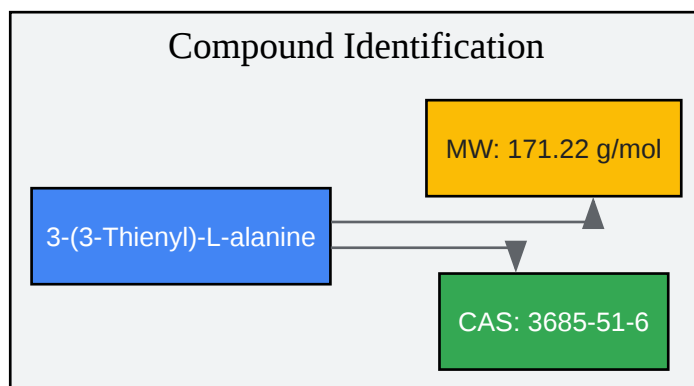 Compound Identification
MW: 171.22 g/mol
3-(3-Thienyl)-L-alanine
CAS: 3685-51-6